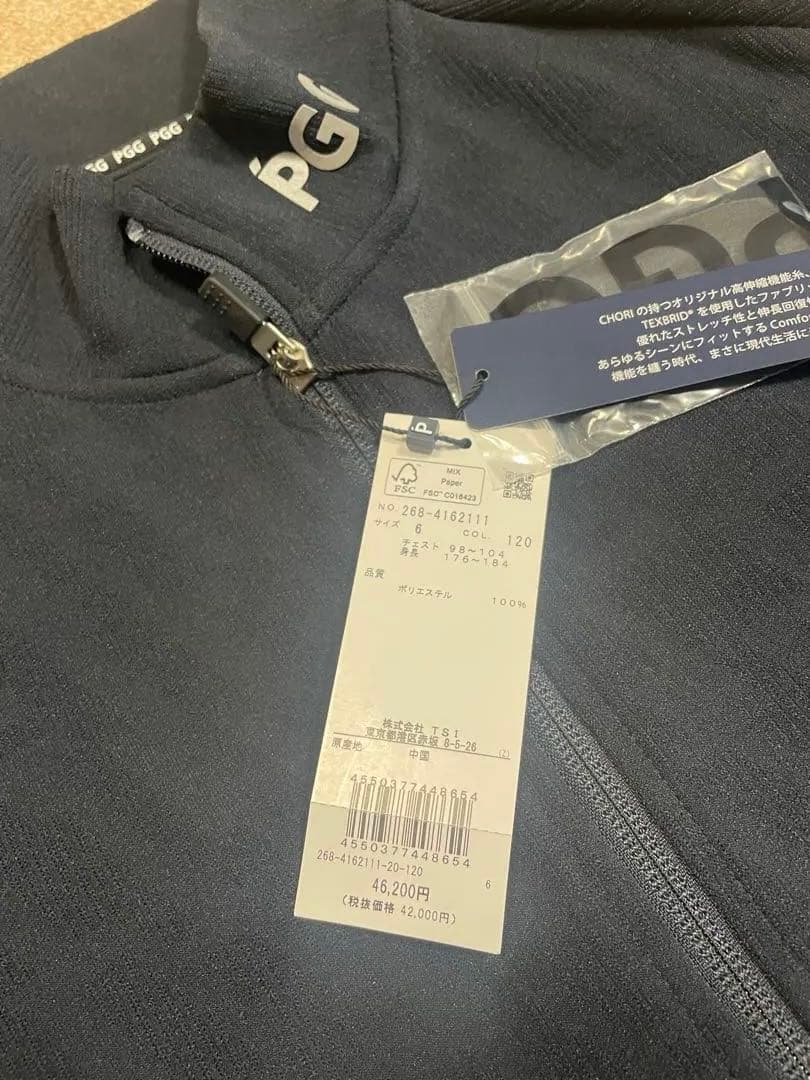 PGG PGG PGG
PG
CHORI の持つオリジナル高伸縮機能糸、
TEXBRID® を使用したファブリ
優れたストレッチ性と伸長回復
あらゆるシーンにフィットする Comfo
機能を纏う時代、まさに現代生活に
MIX
Paper
FSC
FSC™ C016423
NO. 268-4162111
サイズ 6 COL. 120
チェスト 98～104
身長 176～184
品質
ポリエステル 100%
株式会社 TSI
東京都港区赤坂 8-5-26 (Z)
原産地 中国
4550377448654
4550377448654
268-4162111-20-120
6
46,200円
(税抜価格 42,000円)